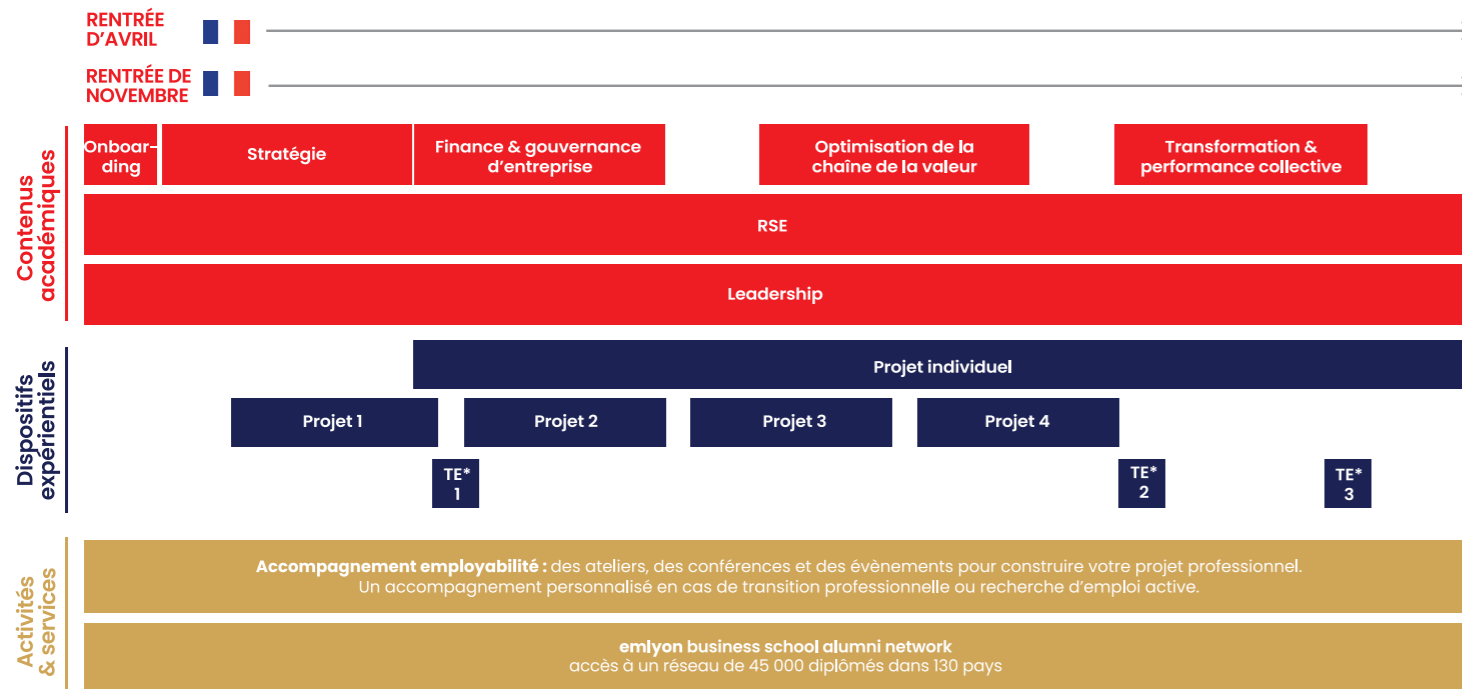 RENTRÉE
D'AVRIL
RENTRÉE DE
NOVEMBRE
Contenus
académiques
Onboar-
ding
Stratégie
Finance & gouvernance
d'entreprise
Optimisation de la
chaîne de la valeur
Transformation &
performance collective
RSE
Leadership
Dispositifs
expérientiels
Projet individuel
Projet 1
Projet 2
Projet 3
Projet 4
TE*
1
TE*
2
TE*
3
Activités
& services
Accompagnement employabilité : des ateliers, des conférences et des évènements pour construire votre projet professionnel.
Un accompagnement personnalisé en cas de transition professionnelle ou recherche d'emploi active.
emlyon business school alumni network
accès à un réseau de 45 000 diplômés dans 130 pays